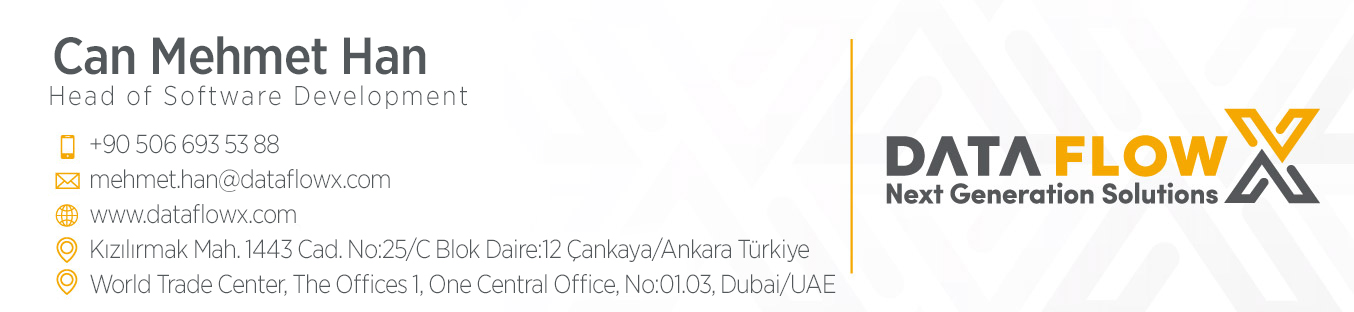 Can Mehmet Han
Head of Software Development
+90 506 693 53 88
mehmet.han@dataflowx.com
www.dataflowx.com
Kızılırmak Mah. 1443 Cad. No:25/C Blok Daire:12 Çankaya/Ankara Türkiye
World Trade Center, The Offices 1, One Central Office, No:01.03, Dubai/UAE
DATA FLOW X
Next Generation Solutions